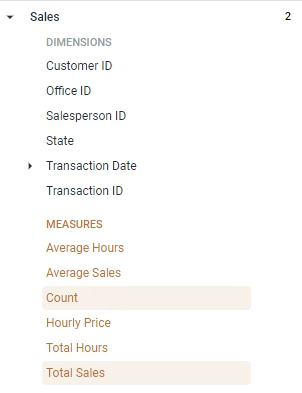 Sales 2
DIMENSIONS
Customer ID
Office ID
Salesperson ID
State
Transaction Date
Transaction ID
MEASURES
Average Hours
Average Sales
Count
Hourly Price
Total Hours
Total Sales